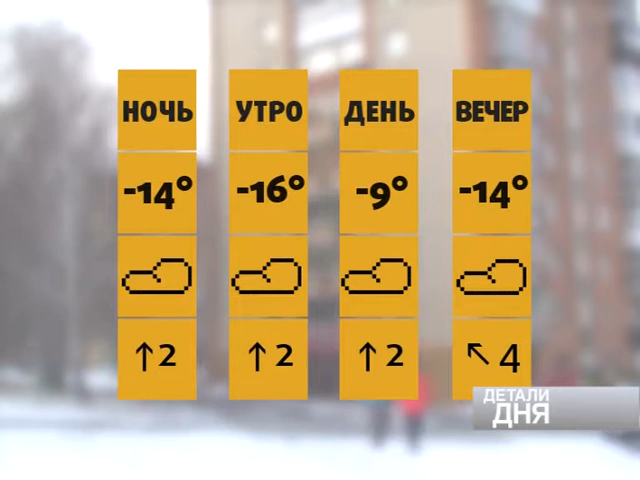 НОЧЬ УТРО ДЕНЬ ВЕЧЕР
-14° -16° -9° -14°
↑2 ↑2 ↑2 ↖4
ДЕТАЛИ
ДНЯ